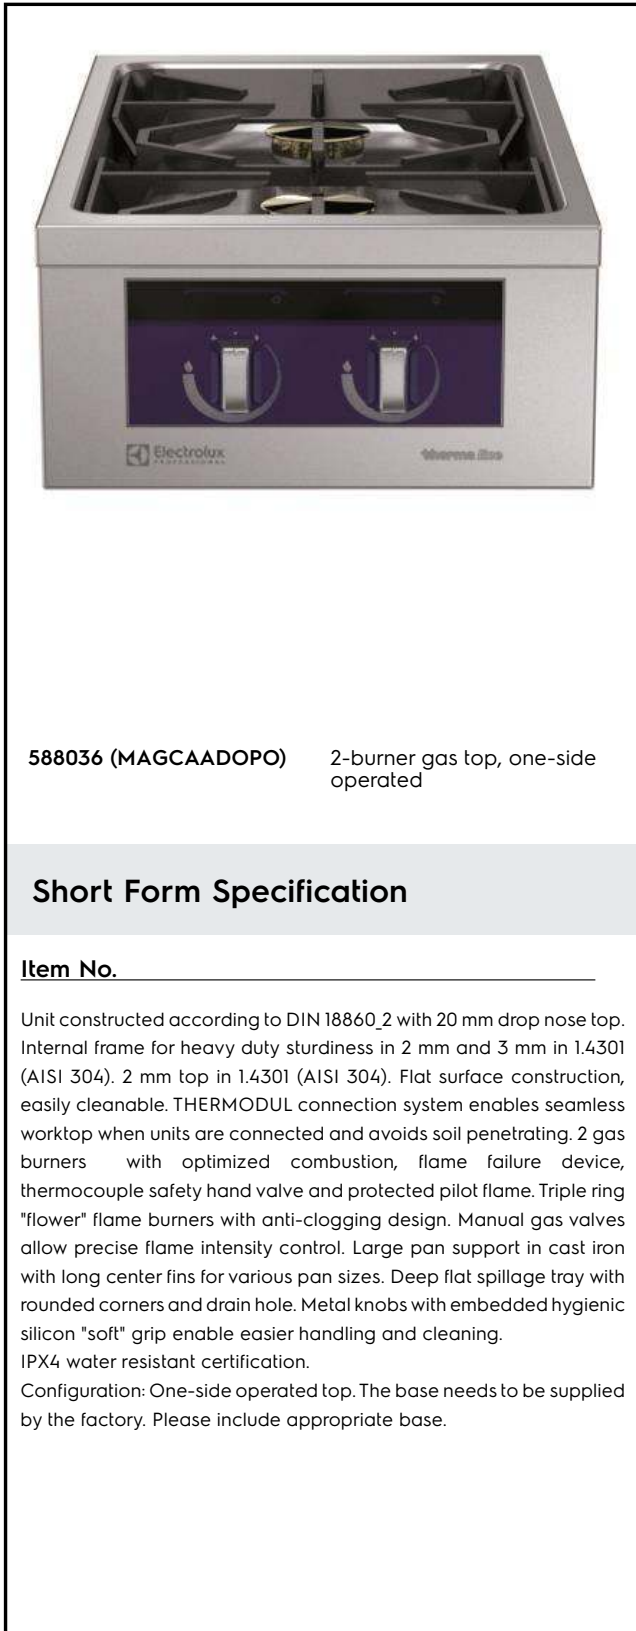 Electrolux
PROFESSIONAL
thermaline
588036 (MAGCAADOPO)
2-burner gas top, one-side
operated
Short Form Specification
Item No.
Unit constructed according to DIN 18860_2 with 20 mm drop nose top.
Internal frame for heavy duty sturdiness in 2 mm and 3 mm in 1.4301
(AISI 304). 2 mm top in 1.4301 (AISI 304). Flat surface construction,
easily cleanable. THERMODUL connection system enables seamless
worktop when units are connected and avoids soil penetrating. 2 gas
burners with optimized combustion, flame failure device,
thermocouple safety hand valve and protected pilot flame. Triple ring
"flower" flame burners with anti-clogging design. Manual gas valves
allow precise flame intensity control. Large pan support in cast iron
with long center fins for various pan sizes. Deep flat spillage tray with
rounded corners and drain hole. Metal knobs with embedded hygienic
silicon "soft" grip enable easier handling and cleaning.
IPX4 water resistant certification.
Configuration: One-side operated top. The base needs to be supplied
by the factory. Please include appropriate base.